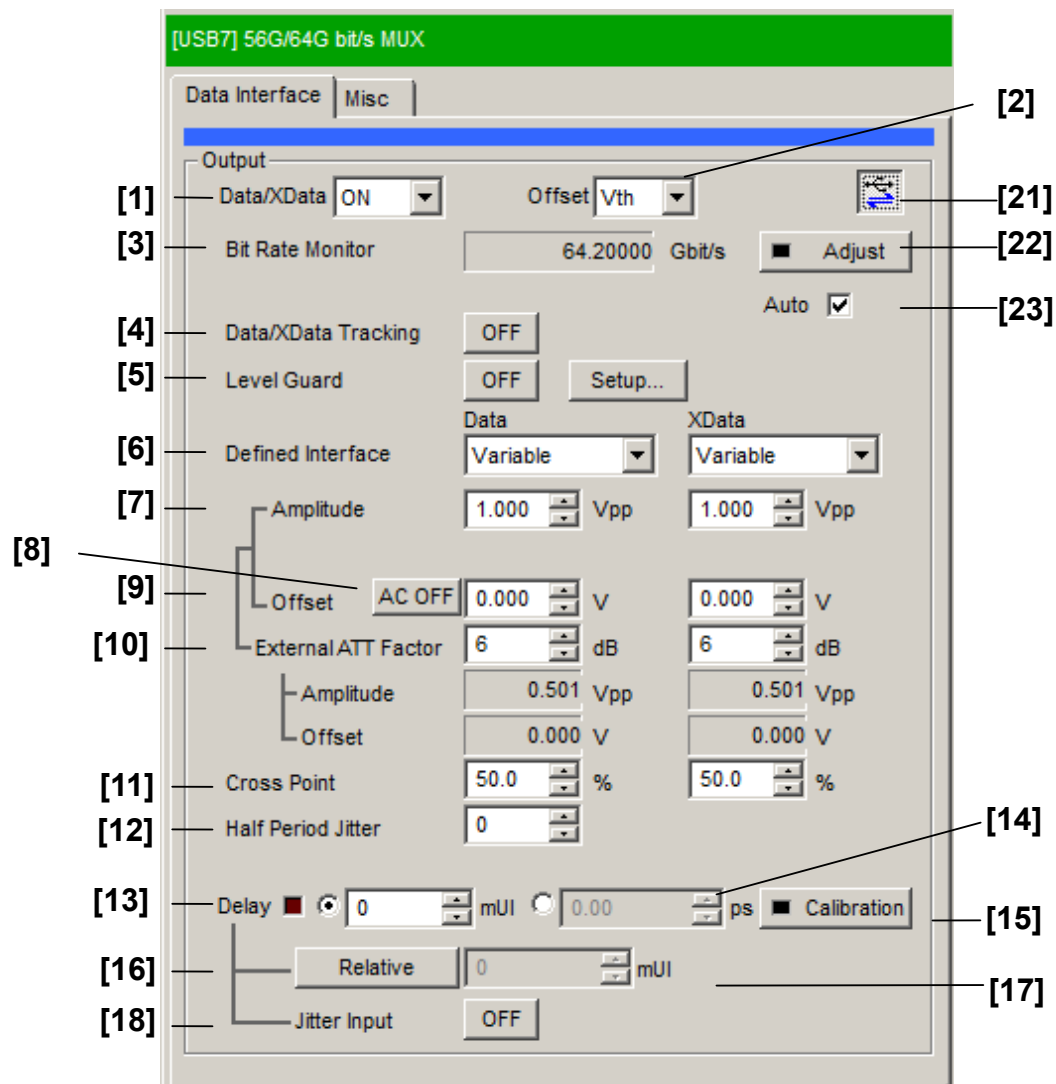 [USB7] 56G/64G bit/s MUX
Data Interface Misc
[2]
Output
[1] Data/XData ON Offset Vth [21]
[3] Bit Rate Monitor 64.20000 Gbit/s Adjust [22]
Auto [23]
[4] Data/XData Tracking OFF
[5] Level Guard OFF Setup...
Data XData
[6] Defined Interface Variable Variable
[7] Amplitude 1.000 Vpp 1.000 Vpp
[8]
[9] Offset AC OFF 0.000 V 0.000 V
[10] External ATT Factor 6 dB 6 dB
Amplitude 0.501 Vpp 0.501 Vpp
Offset 0.000 V 0.000 V
[11] Cross Point 50.0 % 50.0 %
[12] Half Period Jitter 0
[14]
[13] Delay 0 mUI 0.00 ps Calibration [15]
[16] Relative 0 mUI [17]
[18] Jitter Input OFF